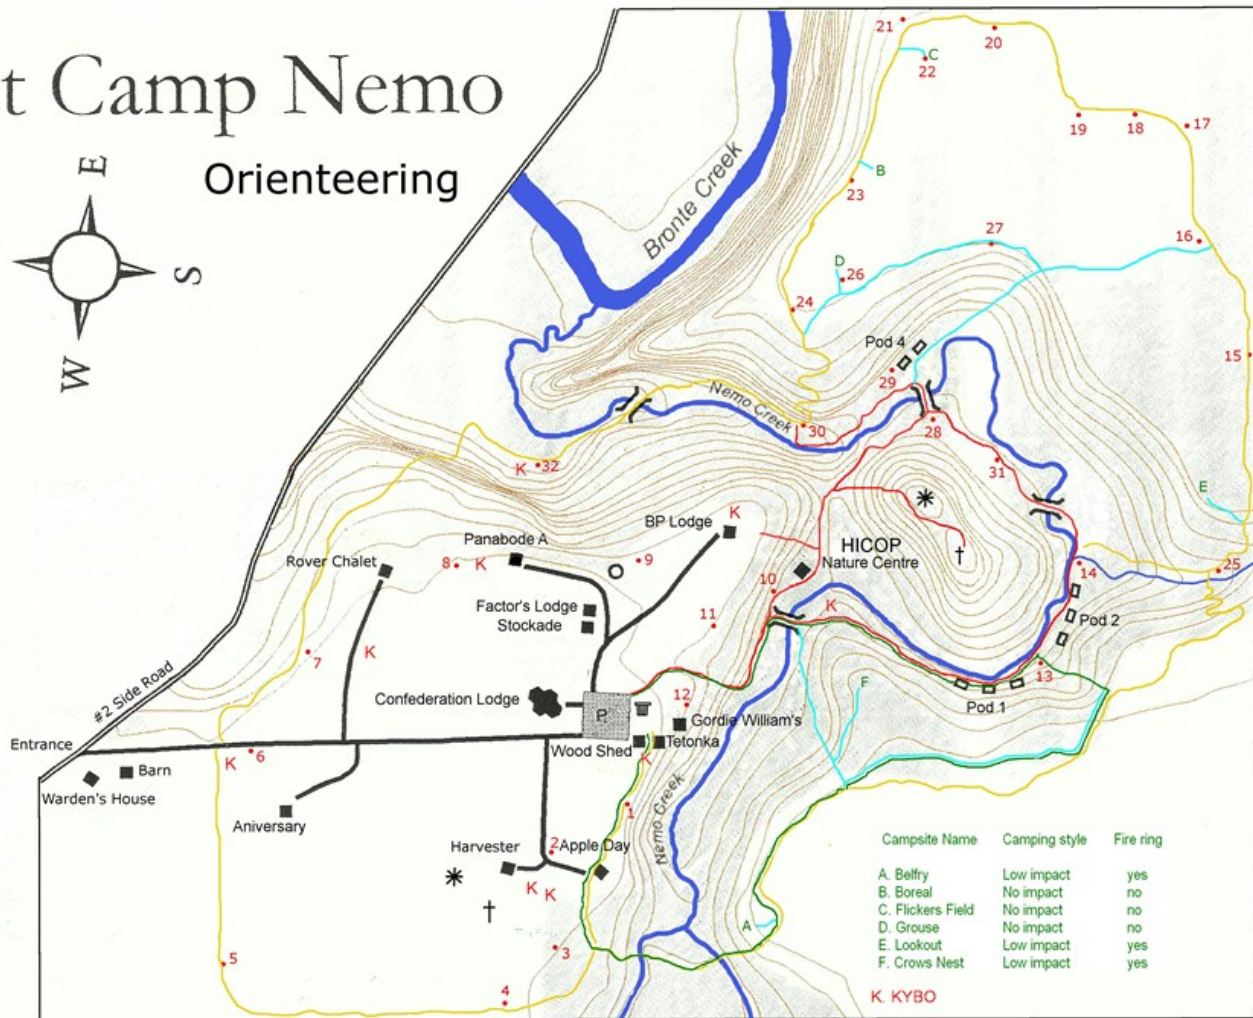 t Camp Nemo
Orienteering
E
S
W
21
20
C
22
19
18
17
Bronte Creek
B
23
27
16
D
26
24
Pod 4
15
29
Nemo Creek
30
28
K
32
31
E
BP Lodge
K
Panabode A
HICOP
Nature Centre
Rover Chalet
8
K
9
10
14
25
Factor's Lodge
Stockade
11
K
Pod 2
7
K
#2 Side Road
13
F
Confederation Lodge
P
12
Pod 1
Gordie William's
Entrance
Wood Shed
Tetonka
K
6
K
Barn
Warden's House
1
Nemo Creek
Aniversary
Harvester
2
Apple Day
K
K
A
3
5
4
Campsite Name Camping style Fire ring
A. Belfry Low impact yes
B. Boreal No impact no
C. Flickers Field No impact no
D. Grouse No impact no
E. Lookout Low impact yes
F. Crows Nest Low impact yes
K. KYBO